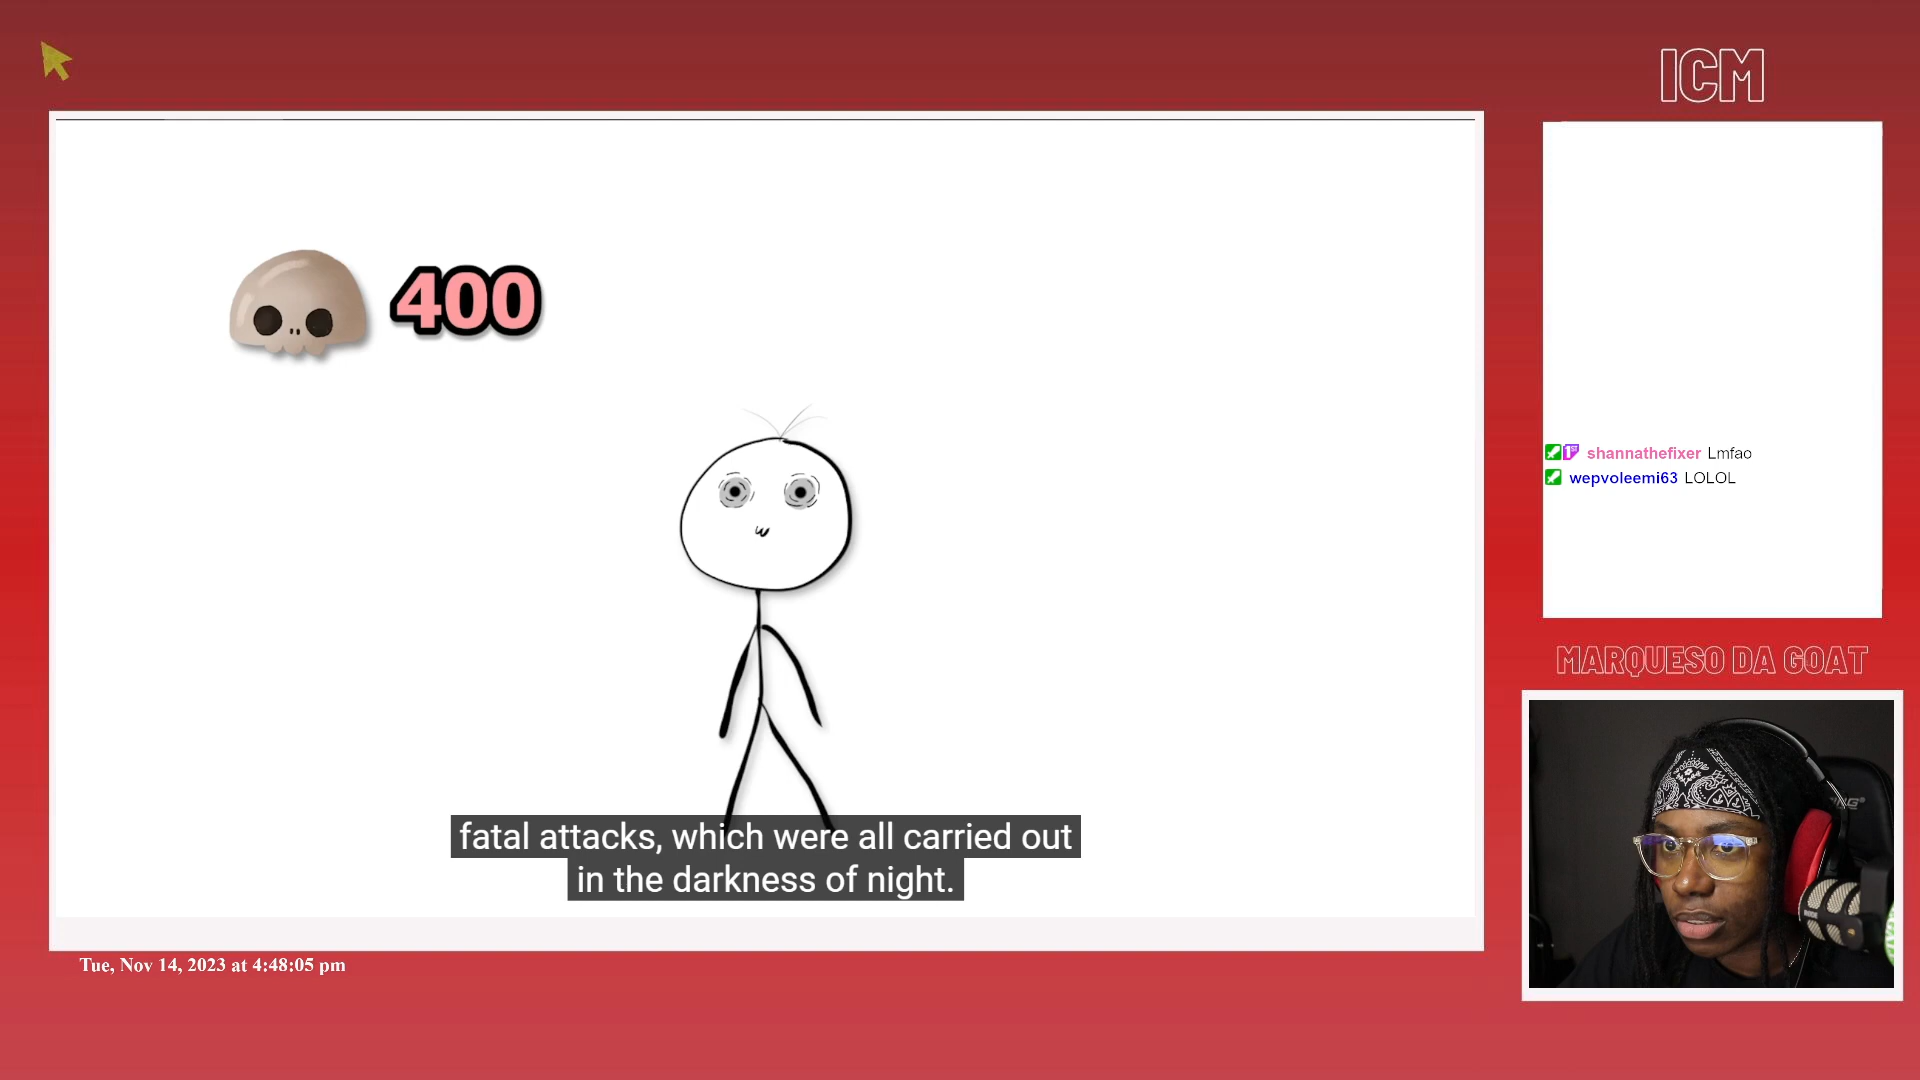 ICM
400
shannathefixer Lmfao
wepvoleemi63 LOLOL
MARQUESO DA GOAT
fatal attacks, which were all carried out
in the darkness of night.
Tue, Nov 14, 2023 at 4:48:05 pm